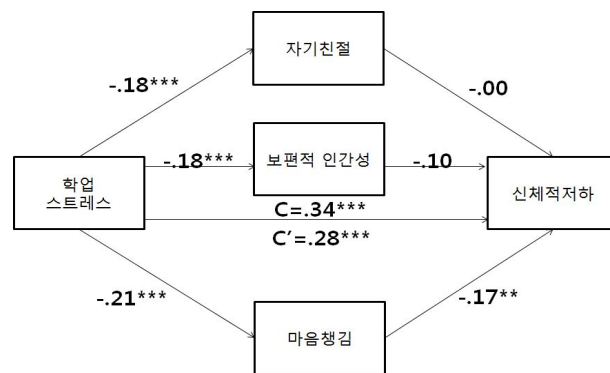 자기친절
-.18***
-.00
-.18***
보편적 인간성
-.10
학업
스트레스
신체적저하
C=.34***
C′=.28***
-.21***
-.17**
마음챙김